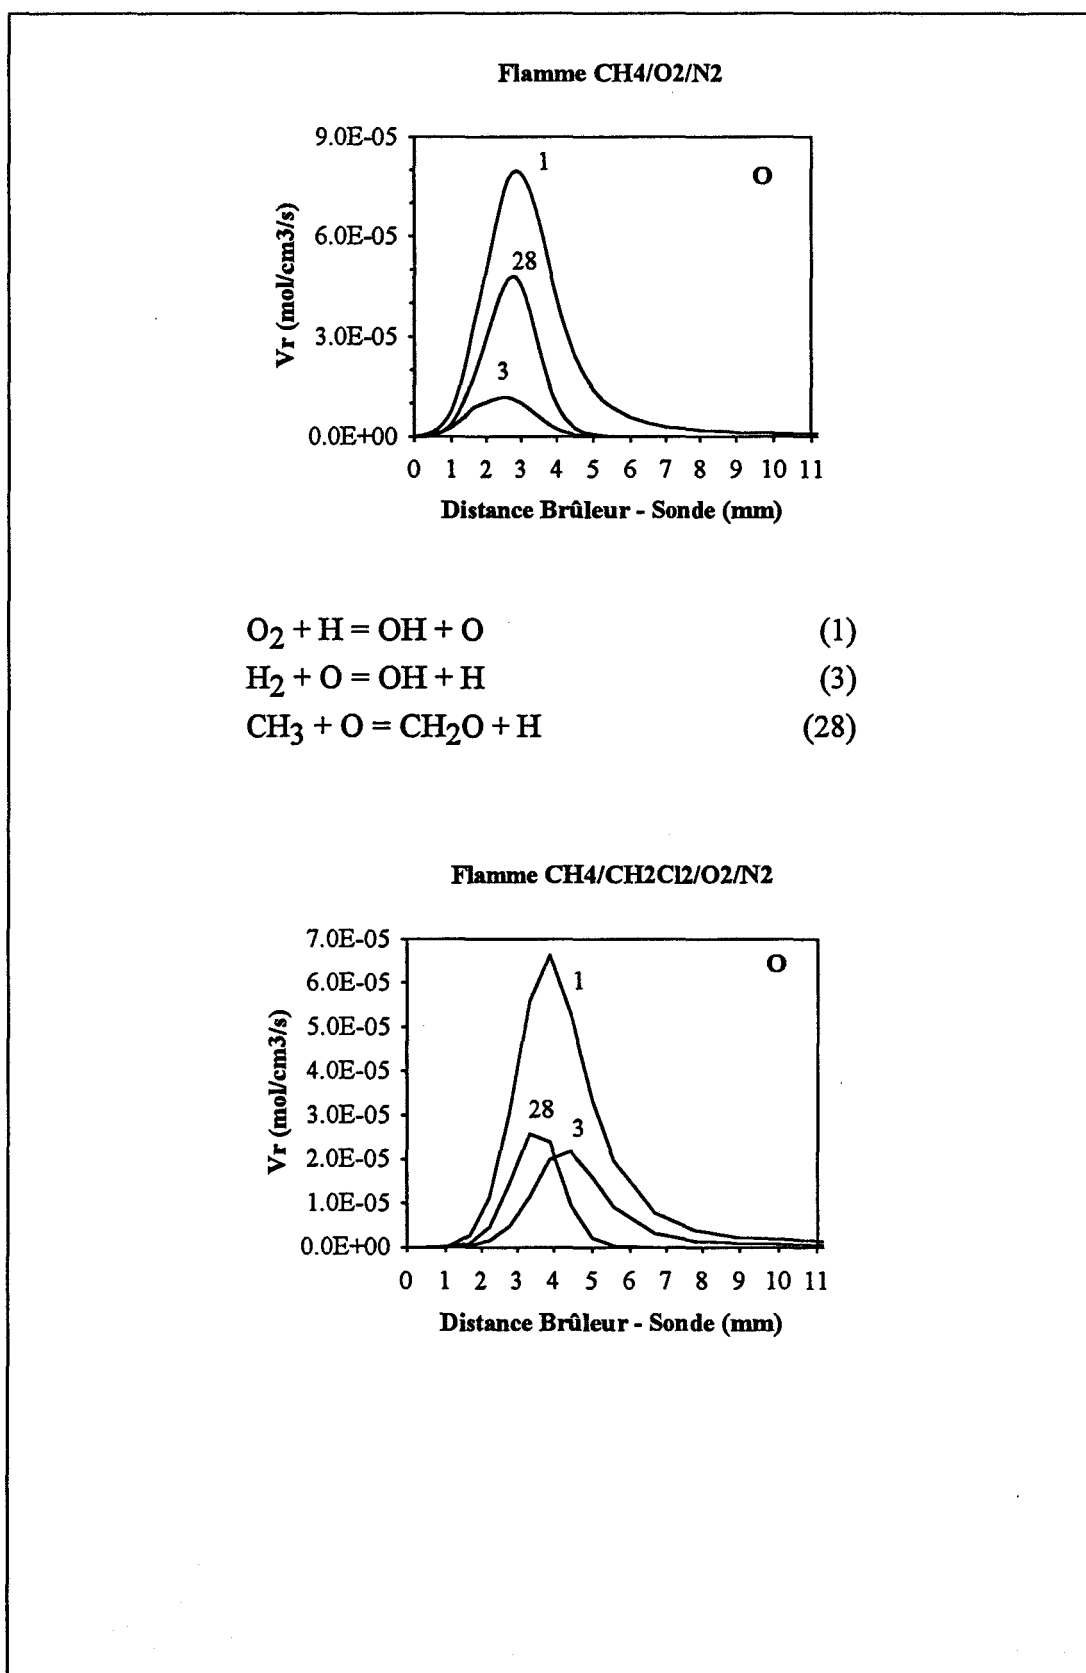 Flamme CH4/O2/N2
9.0E-05
1
O
6.0E-05
28
Vr (mol/cm3/s)
3.0E-05
3
0.0E+00
0 1 2 3 4 5 6 7 8 9 10 11
Distance Brûleur - Sonde (mm)
O2 + H = OH + O (1)
H2 + O = OH + H (3)
CH3 + O = CH2O + H (28)
Flamme CH4/CH2Cl2/O2/N2
7.0E-05
O
6.0E-05
1
5.0E-05
Vr (mol/cm3/s)
4.0E-05
3.0E-05
28
3
2.0E-05
1.0E-05
0.0E+00
0 1 2 3 4 5 6 7 8 9 10 11
Distance Brûleur - Sonde (mm)